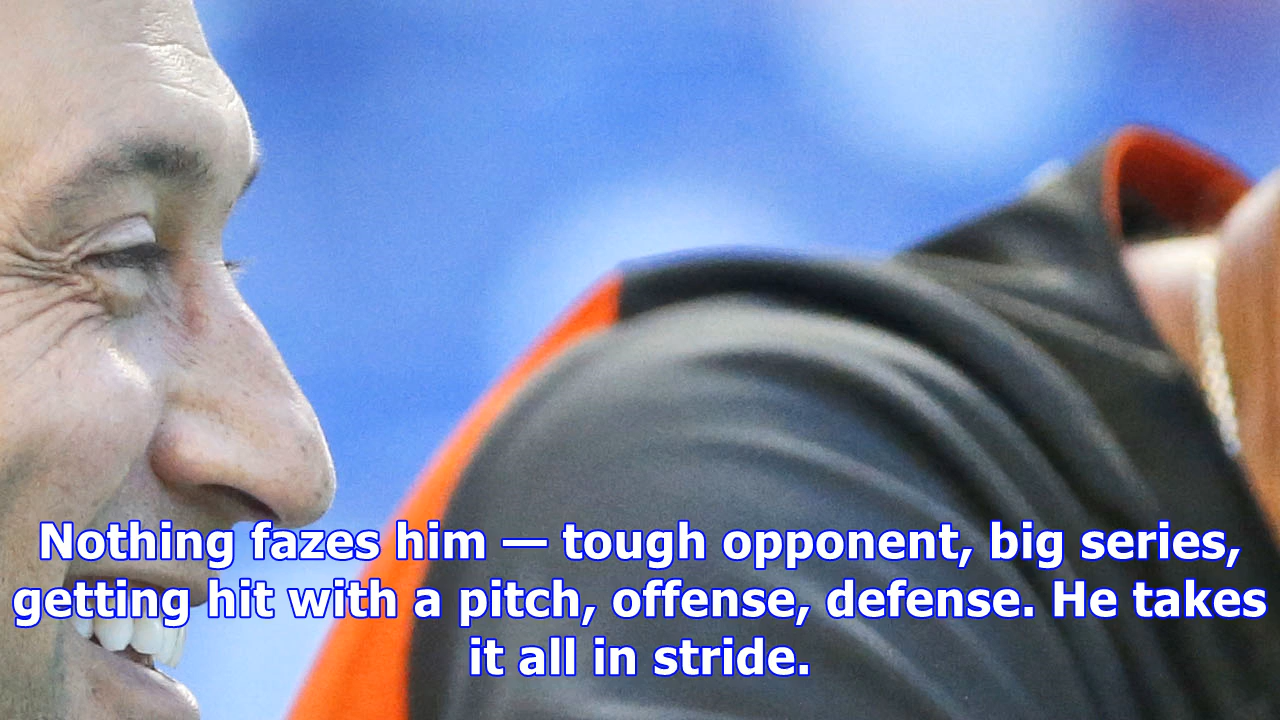 Nothing fazes him — tough opponent, big series,
getting hit with a pitch, offense, defense. He takes
it all in stride.